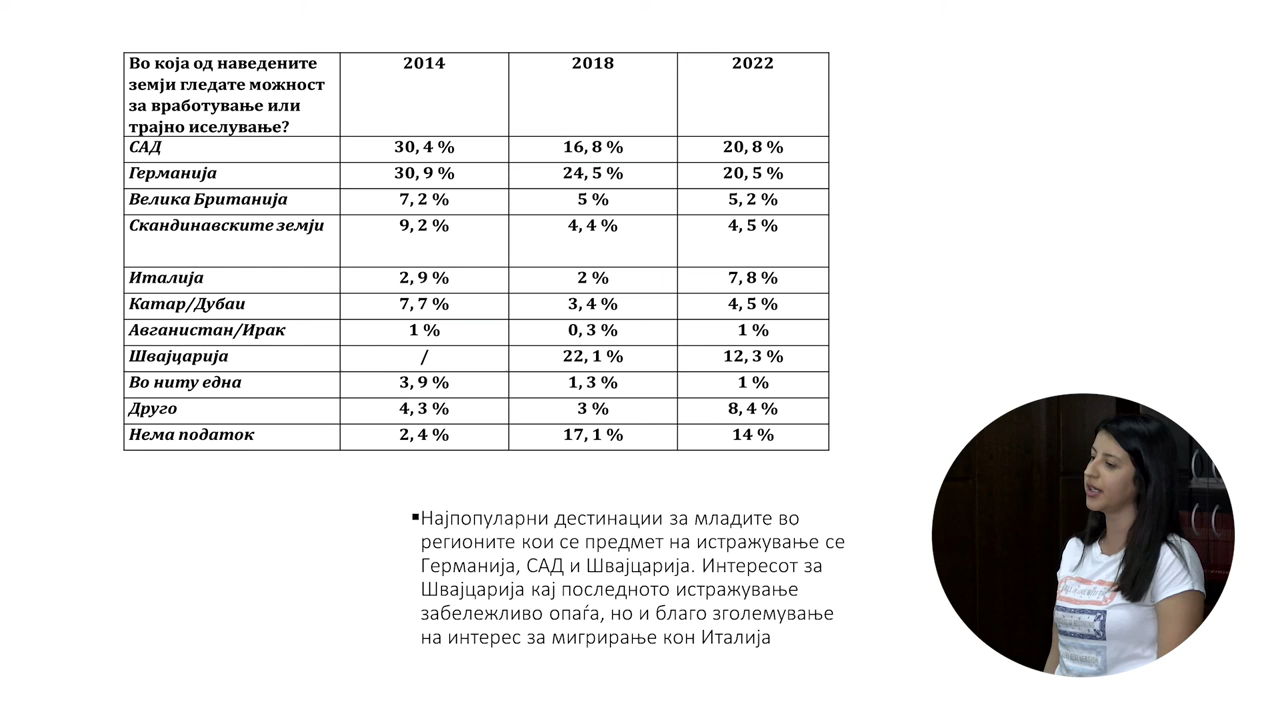 Во која од наведените 2014 2018 2022
земји гледате можност
за вработување или
трајно иселување?
САД 30, 4 % 16, 8 % 20, 8 %
Германија 30, 9 % 24, 5 % 20, 5 %
Велика Британија 7, 2 % 5 % 5, 2 %
Скандинавските земји 9, 2 % 4, 4 % 4, 5 %
Италија 2, 9 % 2 % 7, 8 %
Катар/Дубаи 7, 7 % 3, 4 % 4, 5 %
Авганистан/Ирак 1 % 0, 3 % 1 %
Швајцарија / 22, 1 % 12, 3 %
Во ниту една 3, 9 % 1, 3 % 1 %
Друго 4, 3 % 3 % 8, 4 %
Нема податок 2, 4 % 17, 1 % 14 %
▪Најпопуларни дестинации за младите во
регионите кои се предмет на истражување се
Германија, САД и Швајцарија. Интересот за
Швајцарија кај последното истражување
забележливо опаѓа, но и благо зголемување
на интерес за мигрирање кон Италија